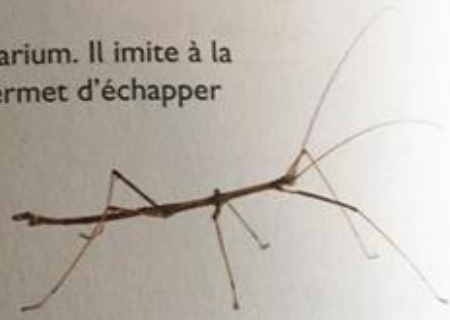 arium. Il imite à la
ermet d'échapper